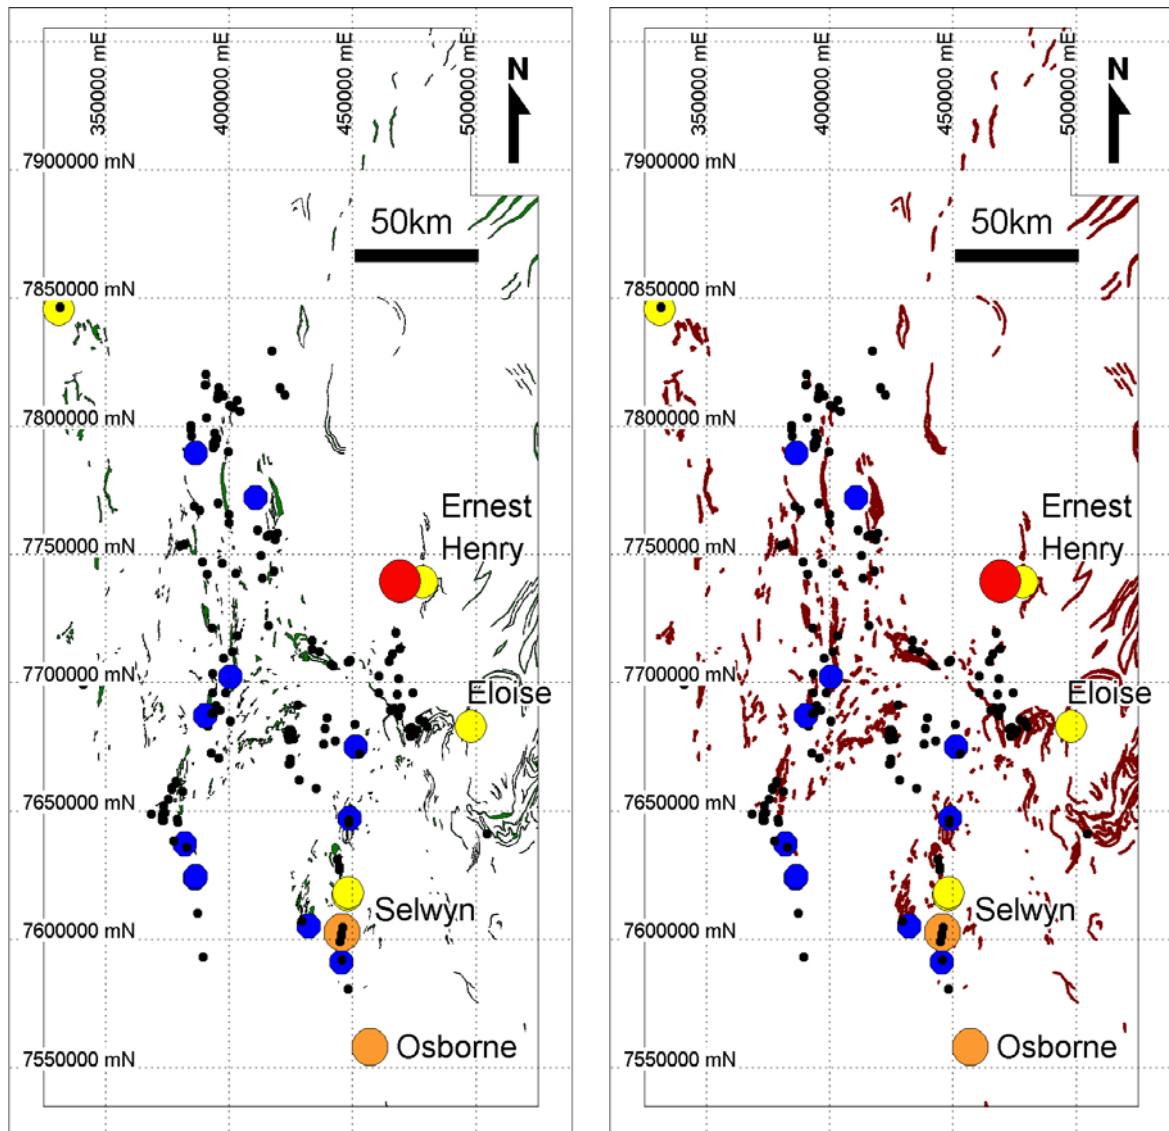 350000 mE
400000 mE
450000 mE
500000 mE
N
7900000 mN
50km
7850000 mN
7800000 mN
Ernest
Henry
7750000 mN
7700000 mN
Eloise
7650000 mN
Selwyn
7600000 mN
Osborne
7550000 mN
350000 mE
400000 mE
450000 mE
500000 mE
N
7900000 mN
50km
7850000 mN
7800000 mN
Ernest
Henry
7750000 mN
7700000 mN
Eloise
7650000 mN
Selwyn
7600000 mN
Osborne
7550000 mN